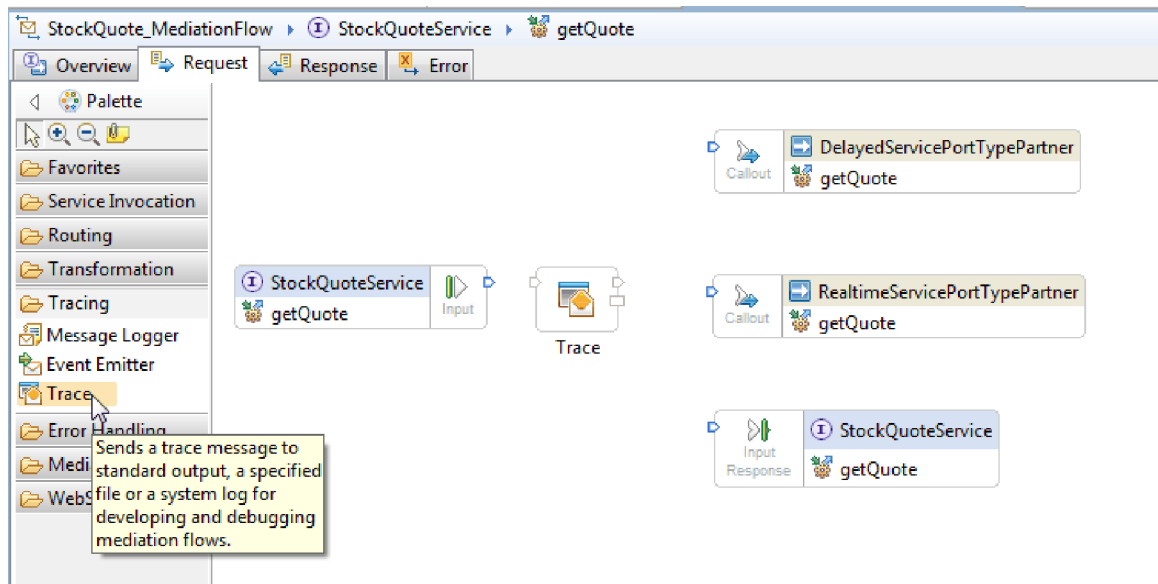 StockQuote_MediationFlow StockQuoteService getQuote
Overview Request Response Error
Palette
Favorites
Service Invocation
Routing
Transformation
Tracing
Message Logger
Event Emitter
Trace
Error Handling
Medi
WebS
Sends a trace message to
standard output, a specified
file or a system log for
developing and debugging
mediation flows.
StockQuoteService
getQuote
Input
Trace
Callout
DelayedServicePortTypePartner
getQuote
Callout
RealtimeServicePortTypePartner
getQuote
Input
Response
StockQuoteService
getQuote